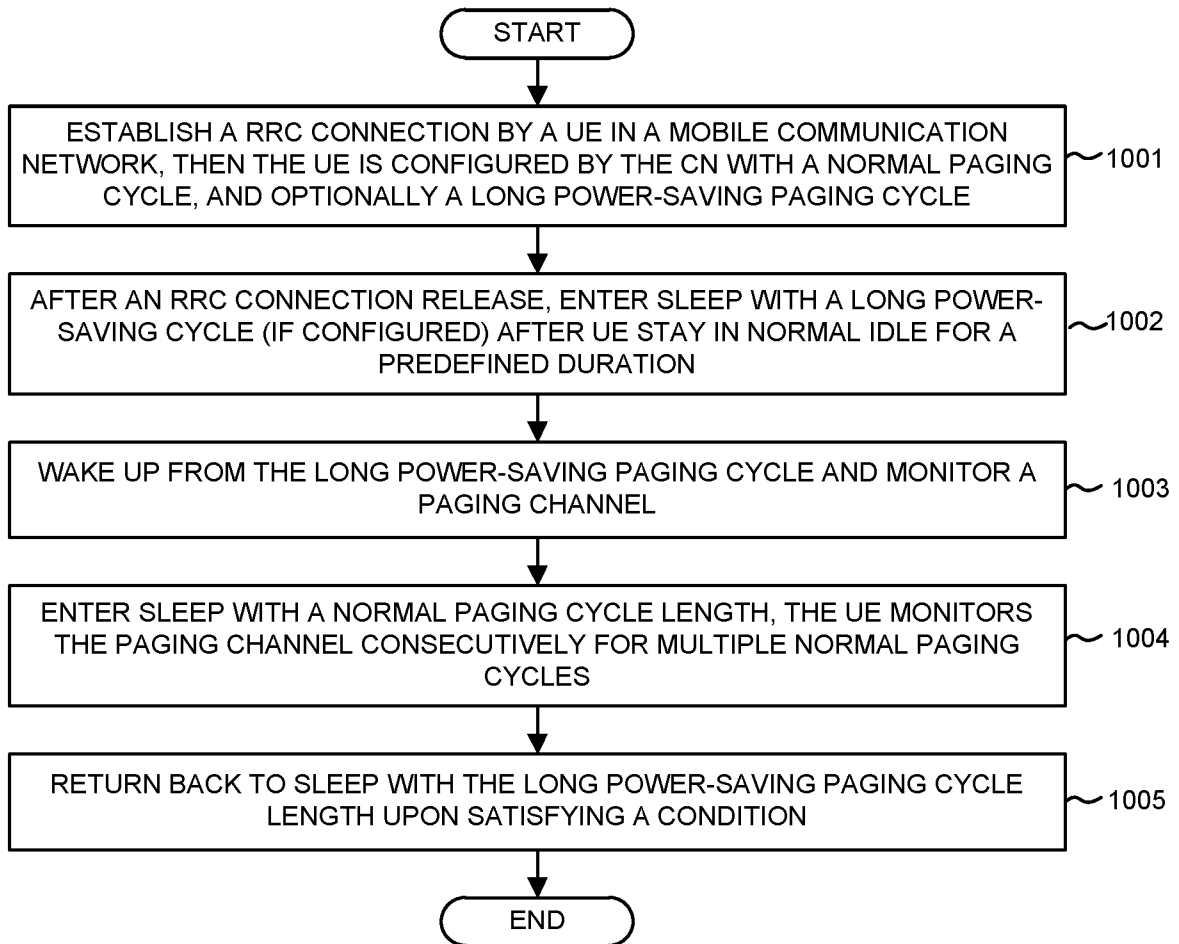 START
ESTABLISH A RRC CONNECTION BY A UE IN A MOBILE COMMUNICATION
NETWORK, THEN THE UE IS CONFIGURED BY THE CN WITH A NORMAL PAGING
CYCLE, AND OPTIONALLY A LONG POWER-SAVING PAGING CYCLE
1001
AFTER AN RRC CONNECTION RELEASE, ENTER SLEEP WITH A LONG POWER-
SAVING CYCLE (IF CONFIGURED) AFTER UE STAY IN NORMAL IDLE FOR A
PREDEFINED DURATION
1002
WAKE UP FROM THE LONG POWER-SAVING PAGING CYCLE AND MONITOR A
PAGING CHANNEL
1003
ENTER SLEEP WITH A NORMAL PAGING CYCLE LENGTH, THE UE MONITORS
THE PAGING CHANNEL CONSECUTIVELY FOR MULTIPLE NORMAL PAGING
CYCLES
1004
RETURN BACK TO SLEEP WITH THE LONG POWER-SAVING PAGING CYCLE
LENGTH UPON SATISFYING A CONDITION
1005
END